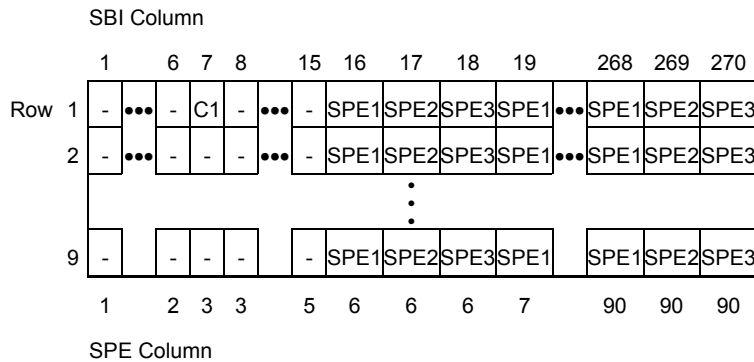 SBI Column
1 6 7 8 15 16 17 18 19 268 269 270
Row 1 - ••• - C1 - ••• - SPE1 SPE2 SPE3 SPE1 ••• SPE1 SPE2 SPE3
2 - ••• - - - ••• - SPE1 SPE2 SPE3 SPE1 ••• SPE1 SPE2 SPE3
9 - - - - - SPE1 SPE2 SPE3 SPE1 SPE1 SPE2 SPE3
1 2 3 3 5 6 6 6 7 90 90 90
SPE Column